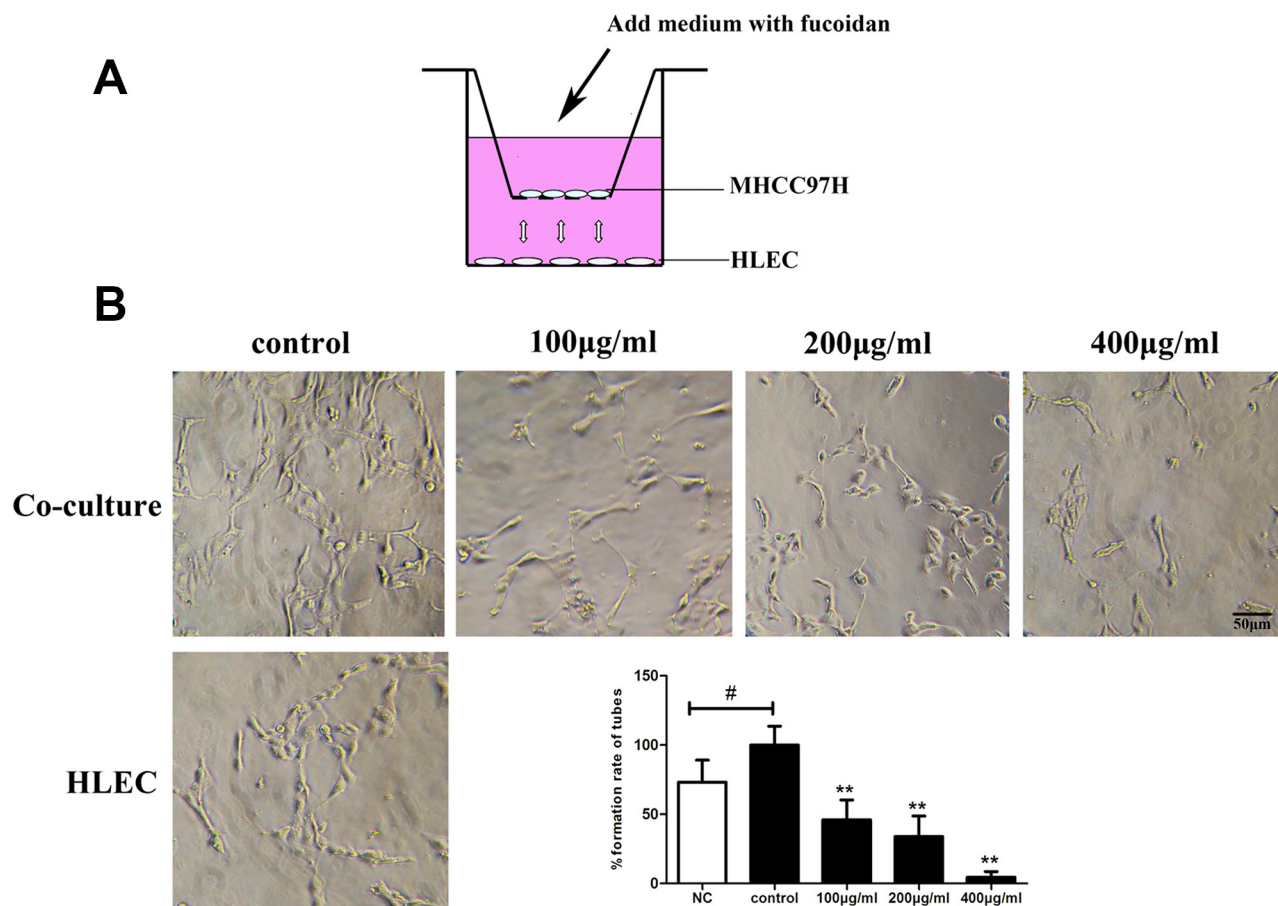 Add medium with fucoidan
A
MHCC97H
HLEC
B
control 100μg/ml 200μg/ml 400μg/ml
Co-culture
50μm
HLEC
% formation rate of tubes
150
100
50
0
#
** ** **
NC control 100μg/ml 200μg/ml 400μg/ml